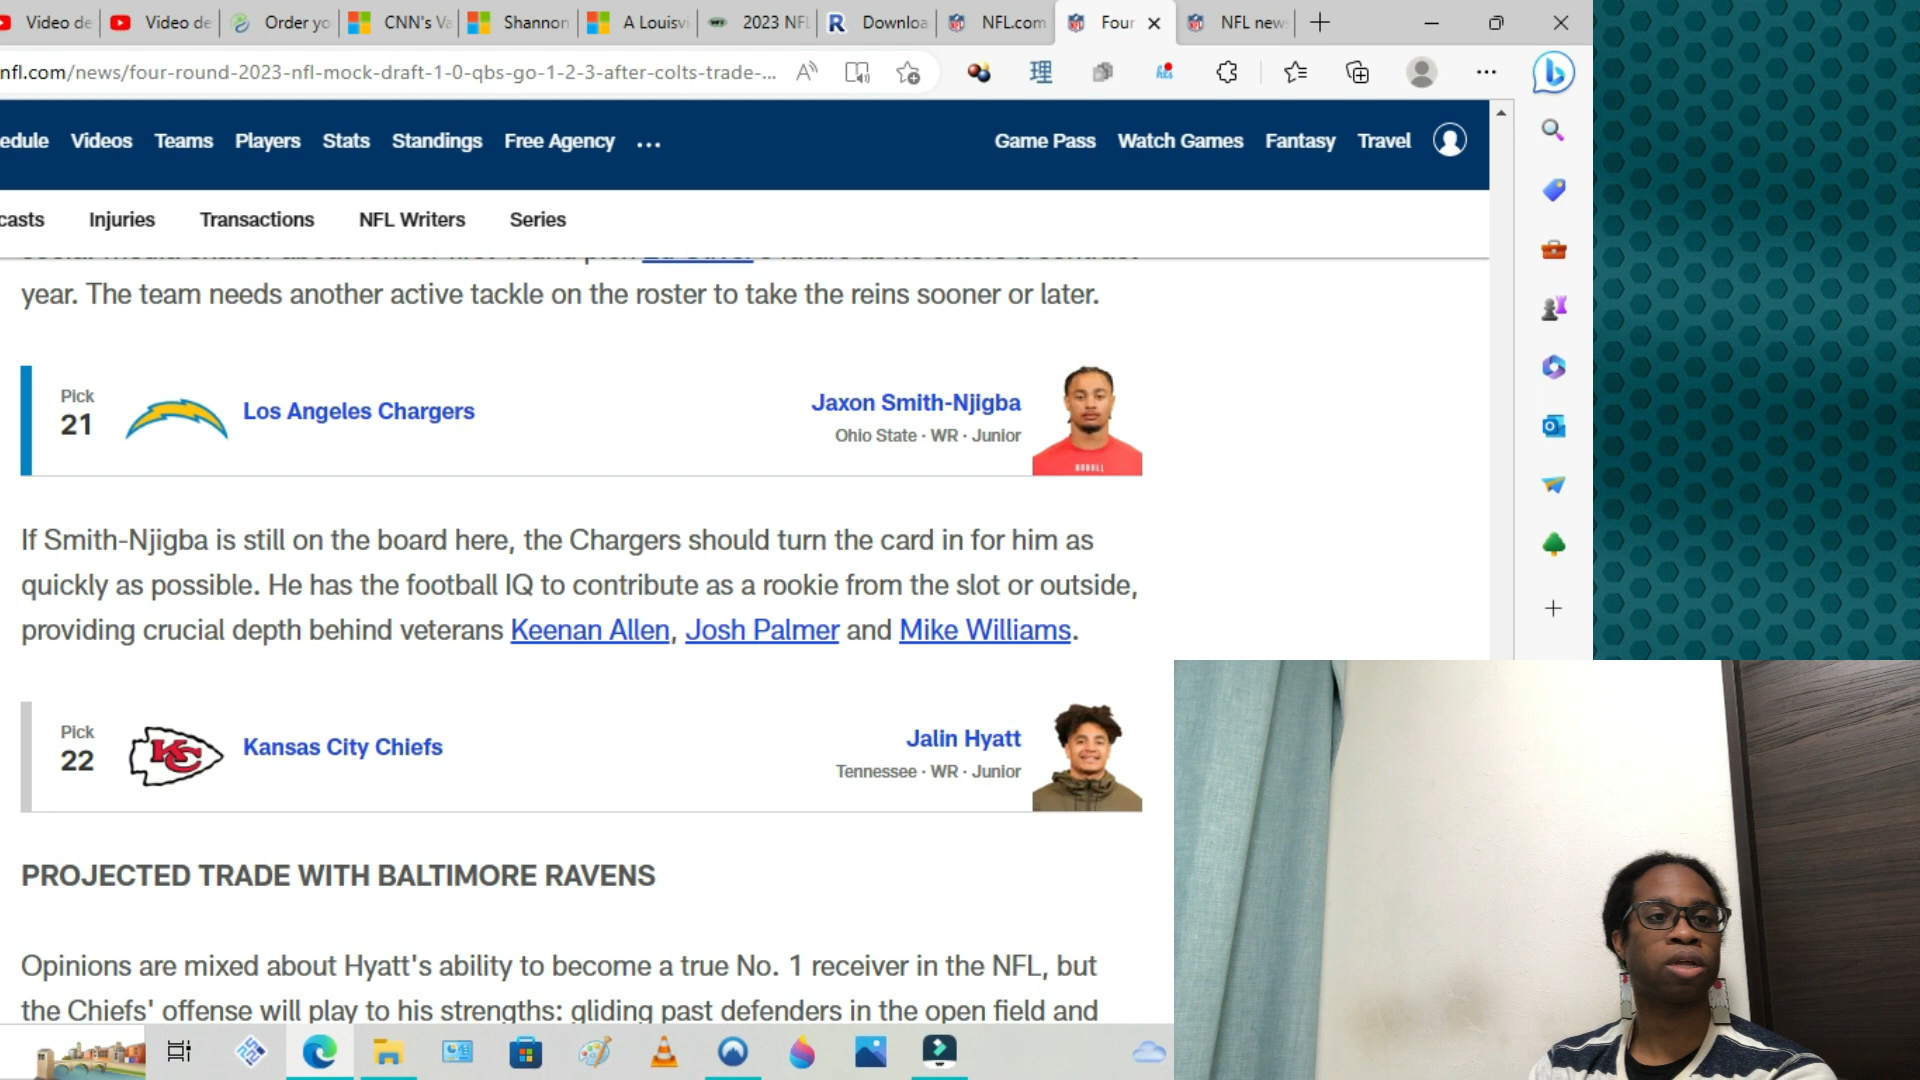 Video de
Video de
Order yo
CNN's Va
Shannon
A Louisvi
2023 NFL
Downloa
NFL.com
Four
NFL new
nfl.com/news/four-round-2023-nfl-mock-draft-1-0-qbs-go-1-2-3-after-colts-trade-...
edule Videos Teams Players Stats Standings Free Agency ...
Game Pass Watch Games Fantasy Travel
casts Injuries Transactions NFL Writers Series
year. The team needs another active tackle on the roster to take the reins sooner or later.
Pick
21
Los Angeles Chargers
Jaxon Smith-Njigba
Ohio State · WR · Junior
If Smith-Njigba is still on the board here, the Chargers should turn the card in for him as
quickly as possible. He has the football IQ to contribute as a rookie from the slot or outside,
providing crucial depth behind veterans Keenan Allen, Josh Palmer and Mike Williams.
Pick
22
KC
Kansas City Chiefs
Jalin Hyatt
Tennessee · WR · Junior
PROJECTED TRADE WITH BALTIMORE RAVENS
Opinions are mixed about Hyatt's ability to become a true No. 1 receiver in the NFL, but
the Chiefs' offense will play to his strengths: gliding past defenders in the open field and